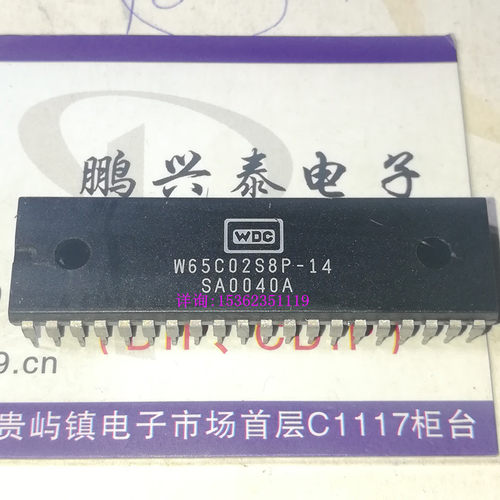 鹏兴泰电子
WDC
W65C02S8P-14
SA0040A
详询:15362351119
9.cn
贵屿镇电子市场首层C1117柜台